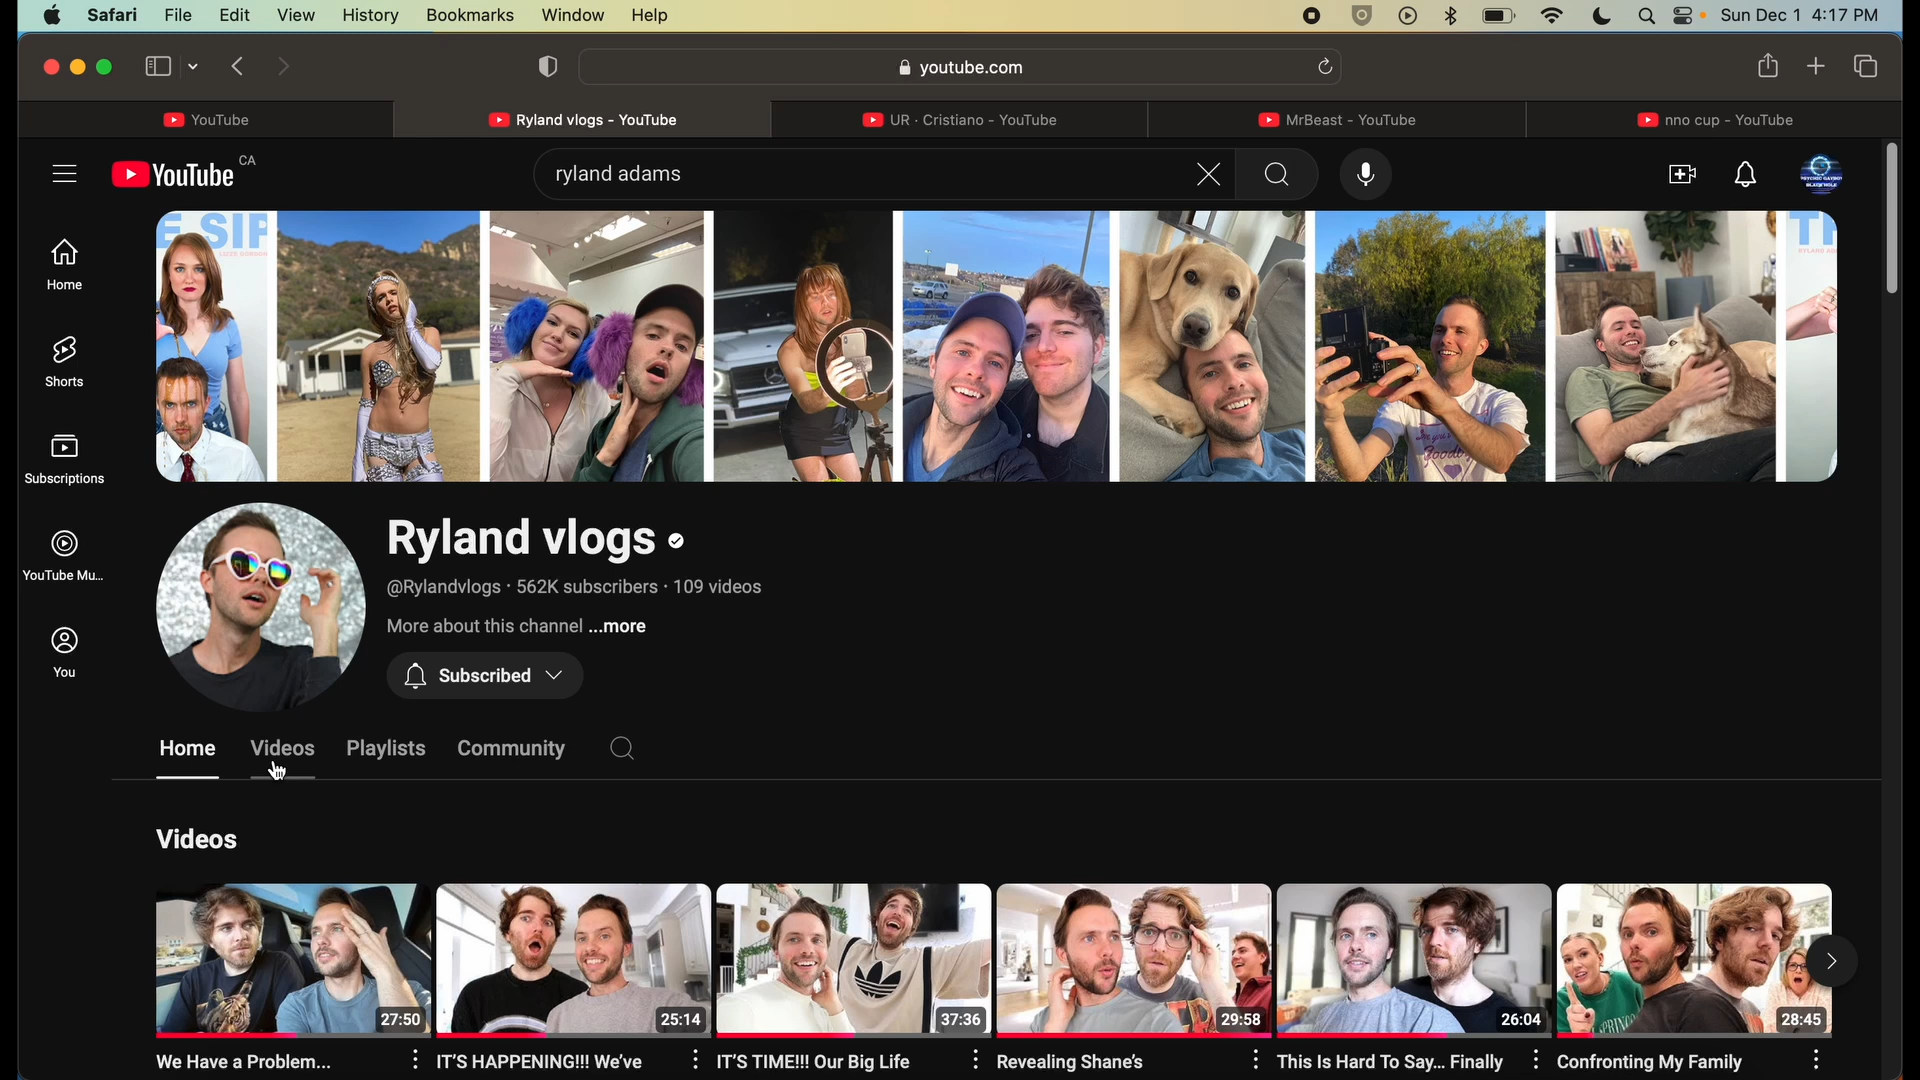 Safari File Edit View History Bookmarks Window Help Sun Dec 1 4:17 PM
youtube.com
YouTube Ryland vlogs - YouTube UR · Cristiano - YouTube MrBeast - YouTube nno cup - YouTube
YouTube CA ryland adams
E SIP
LIZZE GORDON
Home
Shorts
Subscriptions
YouTube Mu...
You
Ryland vlogs
@Rylandvlogs · 562K subscribers · 109 videos
More about this channel ...more
Subscribed
Home Videos Playlists Community
Videos
27:50 25:14 37:36 29:58 26:04 28:45
We Have a Problem... IT'S HAPPENING!!! We've IT'S TIME!!! Our Big Life Revealing Shane's This Is Hard To Say... Finally Confronting My Family